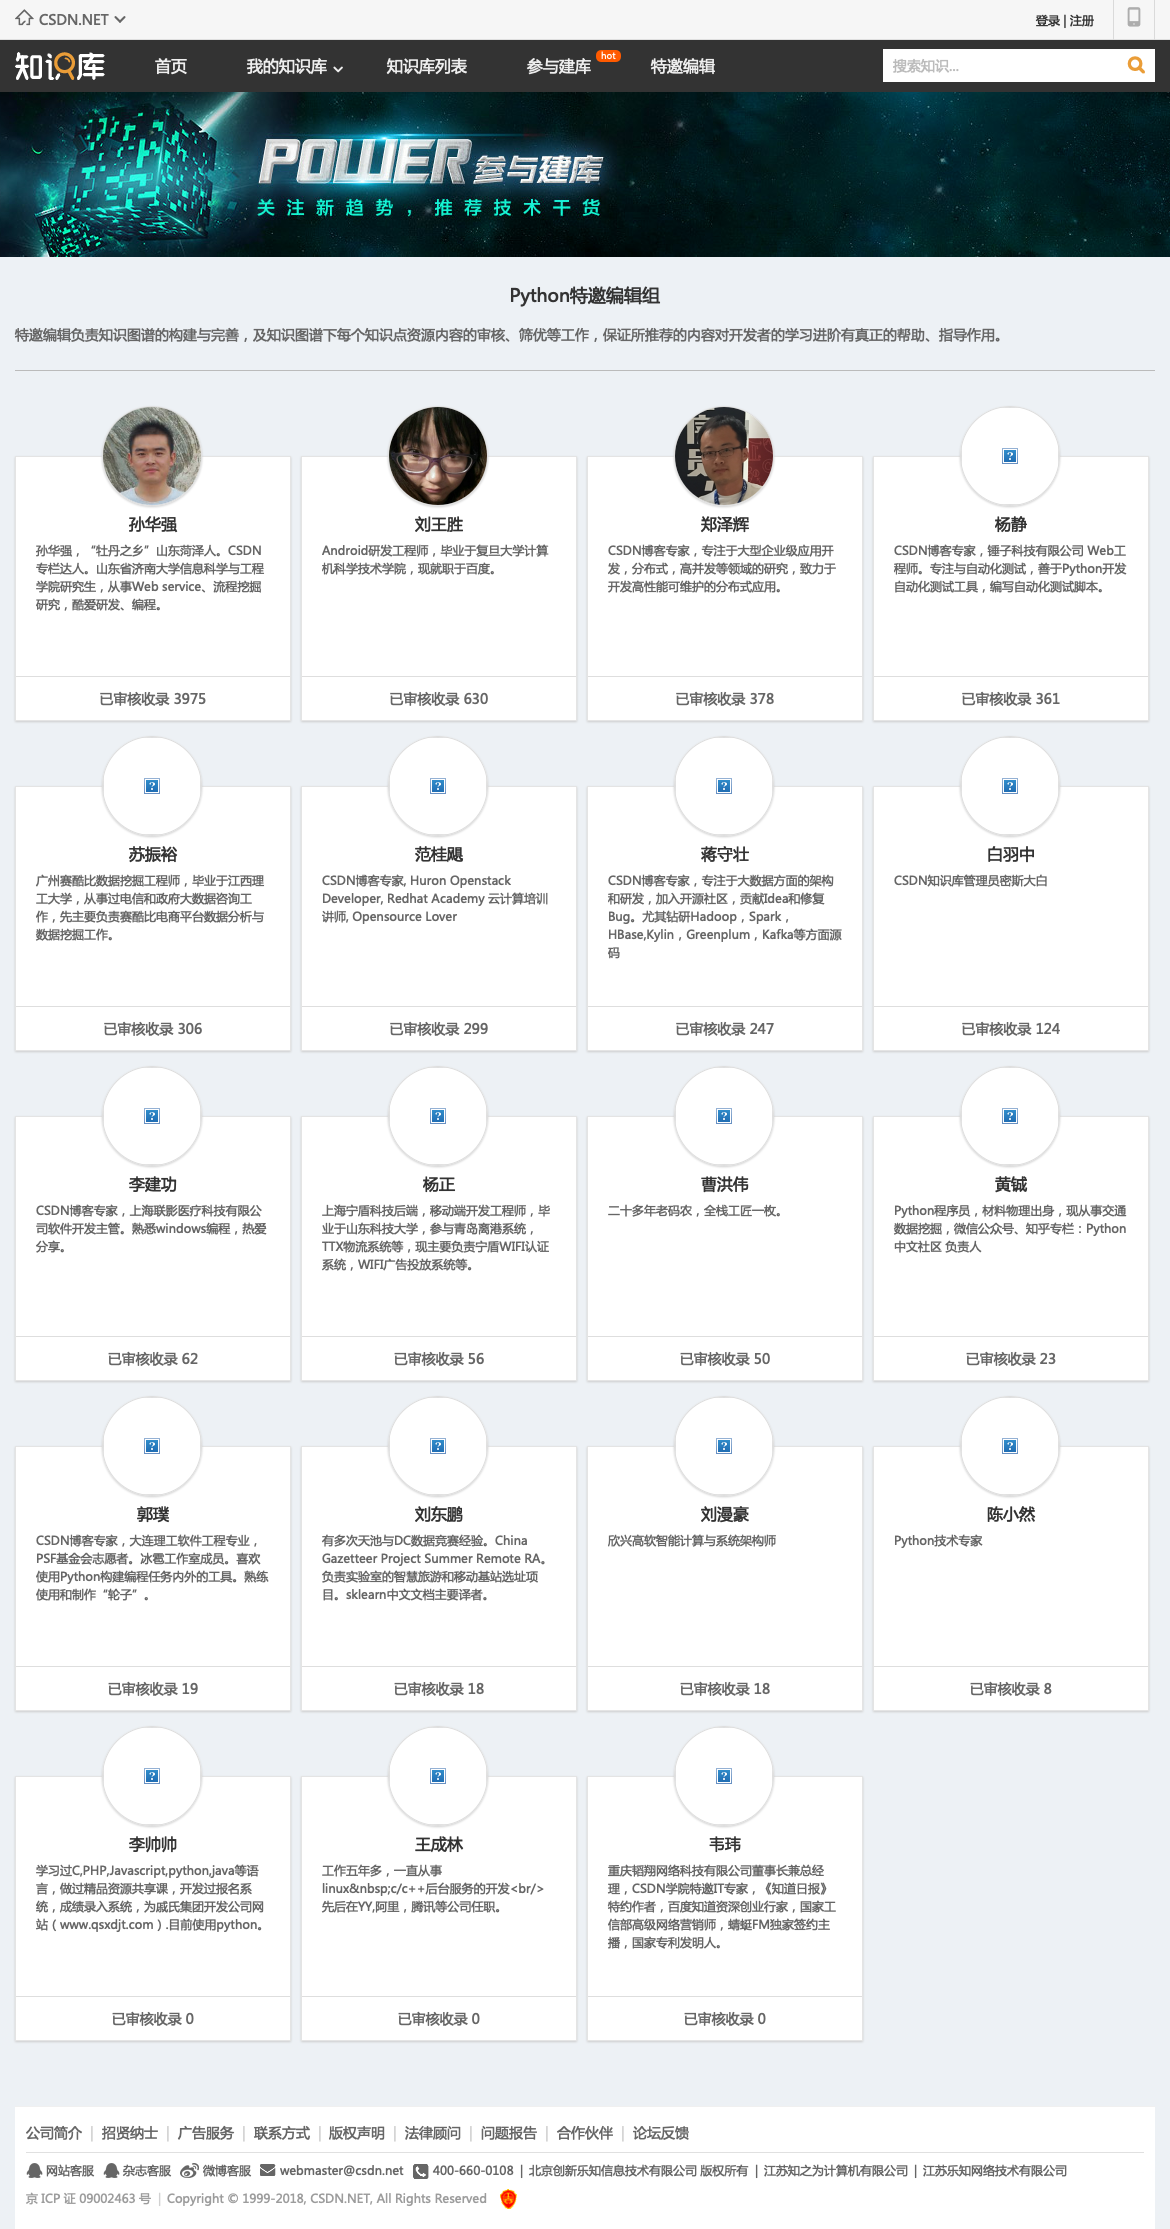 CSDN.NET
登录 | 注册
知识库
首页
我的知识库
知识库列表
参与建库
hot
特邀编辑
搜索知识...
POWER 参与建库
关注新趋势，推荐技术干货
Python特邀编辑组
特邀编辑负责知识图谱的构建与完善，及知识图谱下每个知识点资源内容的审核、筛优等工作，保证所推荐的内容对开发者的学习进阶有真正的帮助、指导作用。
孙华强
孙华强，“牡丹之乡”山东菏泽人。CSDN
专栏达人。山东省济南大学信息科学与工程
学院研究生，从事Web service、流程挖掘
研究，酷爱研发、编程。
已审核收录 3975
刘王胜
Android研发工程师，毕业于复旦大学计算
机科学技术学院，现就职于百度。
已审核收录 630
郑泽辉
CSDN博客专家，专注于大型企业级应用开
发，分布式，高并发等领域的研究，致力于
开发高性能可维护的分布式应用。
已审核收录 378
杨静
CSDN博客专家，锤子科技有限公司 Web工
程师。专注与自动化测试，善于Python开发
自动化测试工具，编写自动化测试脚本。
已审核收录 361
苏振裕
广州赛酷比数据挖掘工程师，毕业于江西理
工大学，从事过电信和政府大数据咨询工
作，先主要负责赛酷比电商平台数据分析与
数据挖掘工作。
已审核收录 306
范桂飓
CSDN博客专家, Huron Openstack
Developer, Redhat Academy 云计算培训
讲师, Opensource Lover
已审核收录 299
蒋守壮
CSDN博客专家，专注于大数据方面的架构
和研发，加入开源社区，贡献Idea和修复
Bug。尤其钻研Hadoop，Spark，
HBase,Kylin，Greenplum，Kafka等方面源
码
已审核收录 247
白羽中
CSDN知识库管理员密斯大白
已审核收录 124
李建功
CSDN博客专家，上海联影医疗科技有限公
司软件开发主管。熟悉windows编程，热爱
分享。
已审核收录 62
杨正
上海宁盾科技后端，移动端开发工程师，毕
业于山东科技大学，参与青岛离港系统，
TTX物流系统等，现主要负责宁盾WIFI认证
系统，WIFI广告投放系统等。
已审核收录 56
曹洪伟
二十多年老码农，全栈工匠一枚。
已审核收录 50
黄钺
Python程序员，材料物理出身，现从事交通
数据挖掘，微信公众号、知乎专栏：Python
中文社区 负责人
已审核收录 23
郭璞
CSDN博客专家，大连理工软件工程专业，
PSF基金会志愿者。冰雹工作室成员。喜欢
使用Python构建编程任务内外的工具。熟练
使用和制作“轮子”。
已审核收录 19
刘东鹏
有多次天池与DC数据竞赛经验。China
Gazetteer Project Summer Remote RA。
负责实验室的智慧旅游和移动基站选址项
目。sklearn中文文档主要译者。
已审核收录 18
刘漫豪
欣兴高软智能计算与系统架构师
已审核收录 18
陈小然
Python技术专家
已审核收录 8
李帅帅
学习过C,PHP,Javascript,python,java等语
言，做过精品资源共享课，开发过报名系
统，成绩录入系统，为戚氏集团开发公司网
站（www.qsxdjt.com）.目前使用python。
已审核收录 0
王成林
工作五年多，一直从事
linux&nbsp;c/c++后台服务的开发<br/>
先后在YY,阿里，腾讯等公司任职。
已审核收录 0
韦玮
重庆韬翔网络科技有限公司董事长兼总经
理，CSDN学院特邀IT专家，《知道日报》
特约作者，百度知道资深创业行家，国家工
信部高级网络营销师，蜻蜓FM独家签约主
播，国家专利发明人。
已审核收录 0
公司简介 | 招贤纳士 | 广告服务 | 联系方式 | 版权声明 | 法律顾问 | 问题报告 | 合作伙伴 | 论坛反馈
网站客服 杂志客服 微博客服 webmaster@csdn.net 400-660-0108 | 北京创新乐知信息技术有限公司 版权所有 | 江苏知之为计算机有限公司 | 江苏乐知网络技术有限公司
京 ICP 证 09002463 号 | Copyright © 1999-2018, CSDN.NET, All Rights Reserved